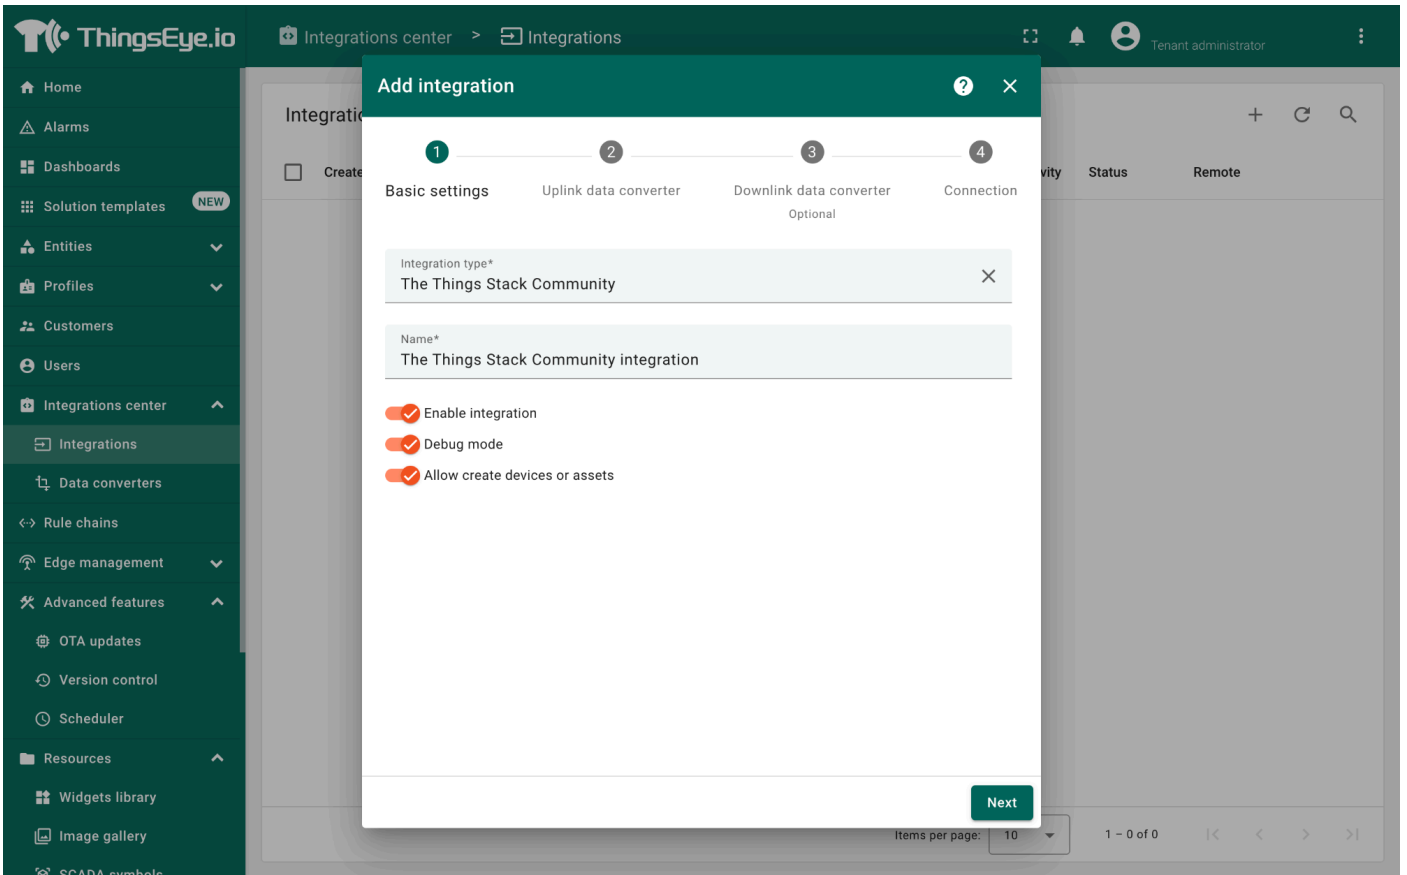 ThingsEye.io
Integrations center > Integrations
Tenant administrator
Home
Alarms
Dashboards
Solution templates NEW
Entities
Profiles
Customers
Users
Integrations center
Integrations
Data converters
Rule chains
Edge management
Advanced features
OTA updates
Version control
Scheduler
Resources
Widgets library
Image gallery
SCADA symbols
Add integration
1 2 3 4
Basic settings Uplink data converter Downlink data converter Connection
Optional
Integration type*
The Things Stack Community
Name*
The Things Stack Community integration
Enable integration
Debug mode
Allow create devices or assets
Next
Status Remote
Items per page: 10 1 – 0 of 0